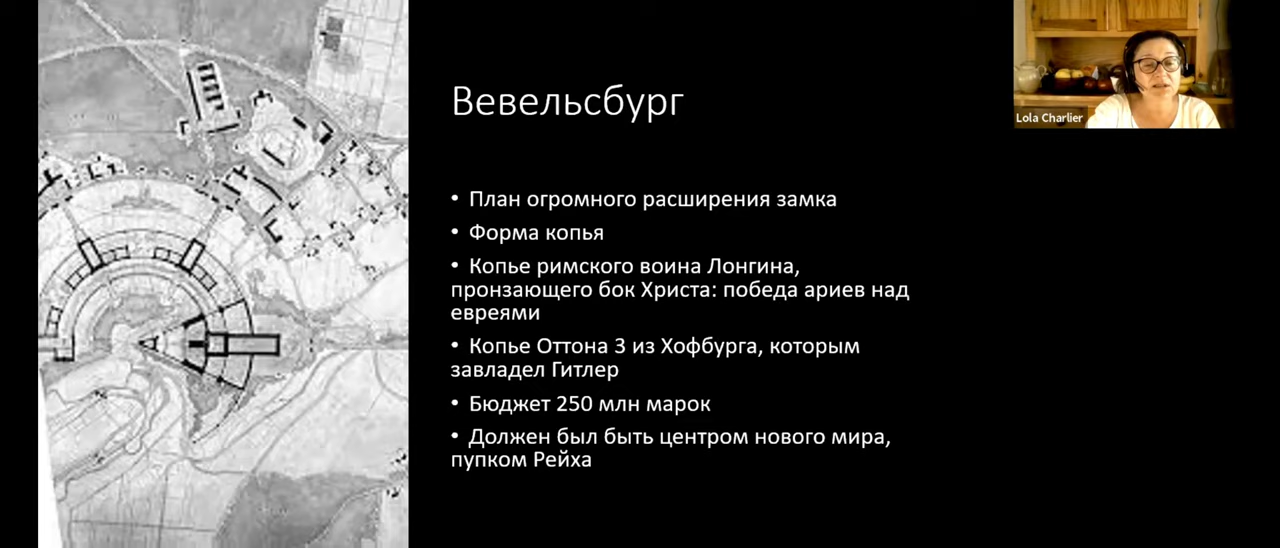 Вевельсбург
Lola Charlier
• План огромного расширения замка
• Форма копья
• Копье римского воина Лонгина,
пронзающего бок Христа: победа ариев над
евреями
• Копье Оттона 3 из Хофбурга, которым
завладел Гитлер
• Бюджет 250 млн марок
• Должен был быть центром нового мира,
пупком Рейха